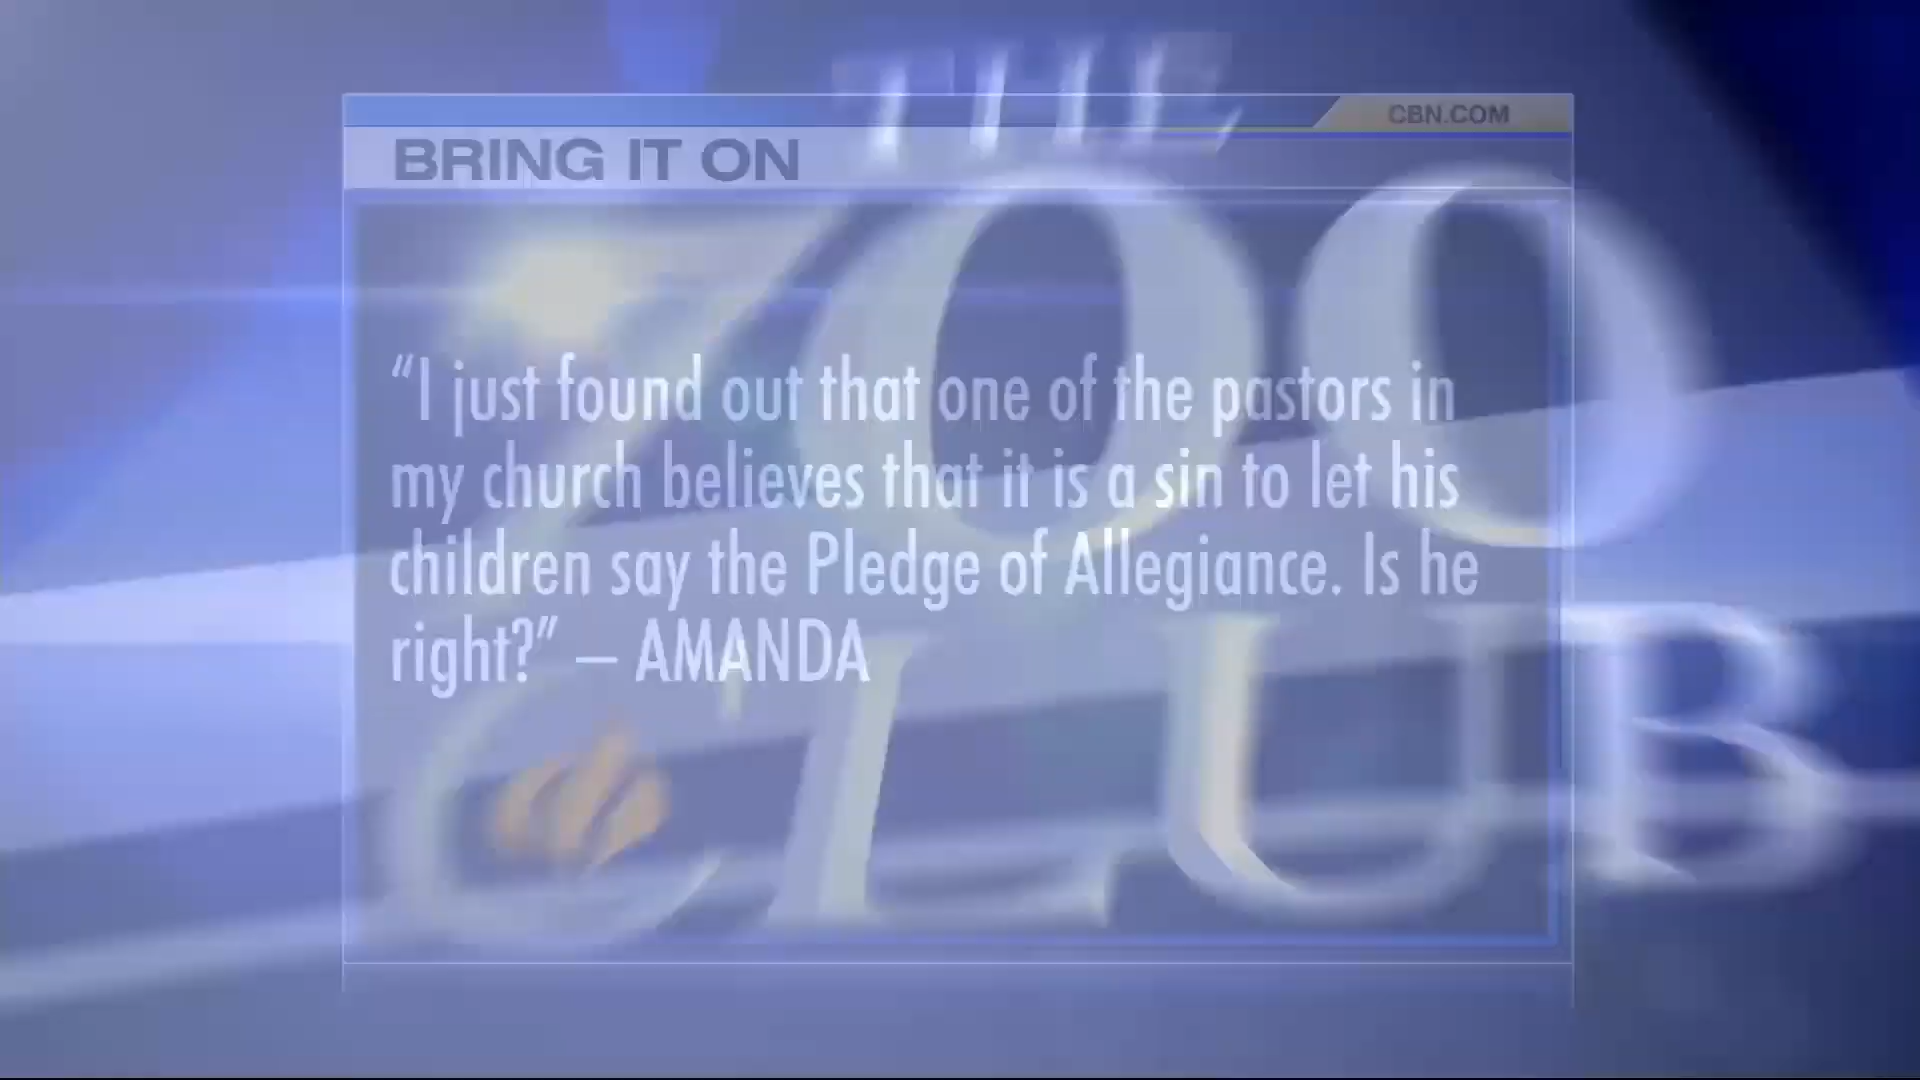 THE
CBN.COM
BRING IT ON
700
“I just found out that one of the pastors in
my church believes that it is a sin to let his
children say the Pledge of Allegiance. Is he
right?” – AMANDA
CLUB